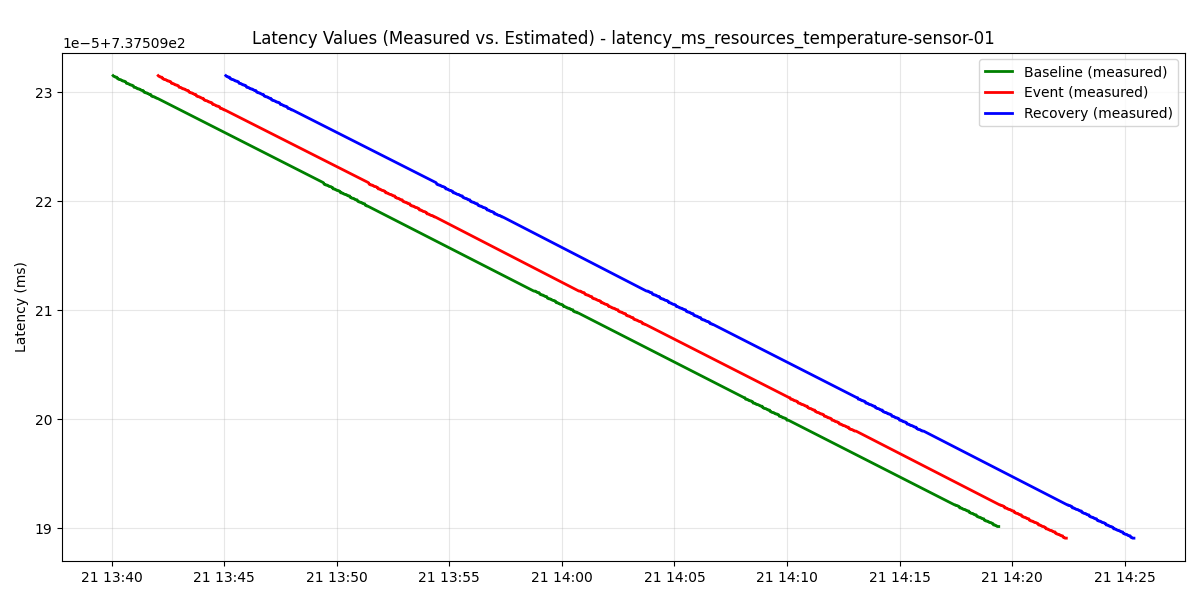 1e−5+7.37509e2
Latency Values (Measured vs. Estimated) - latency_ms_resources_temperature-sensor-01
Baseline (measured)
Event (measured)
Recovery (measured)
Latency (ms)
23
22
21
20
19
21 13:40
21 13:45
21 13:50
21 13:55
21 14:00
21 14:05
21 14:10
21 14:15
21 14:20
21 14:25